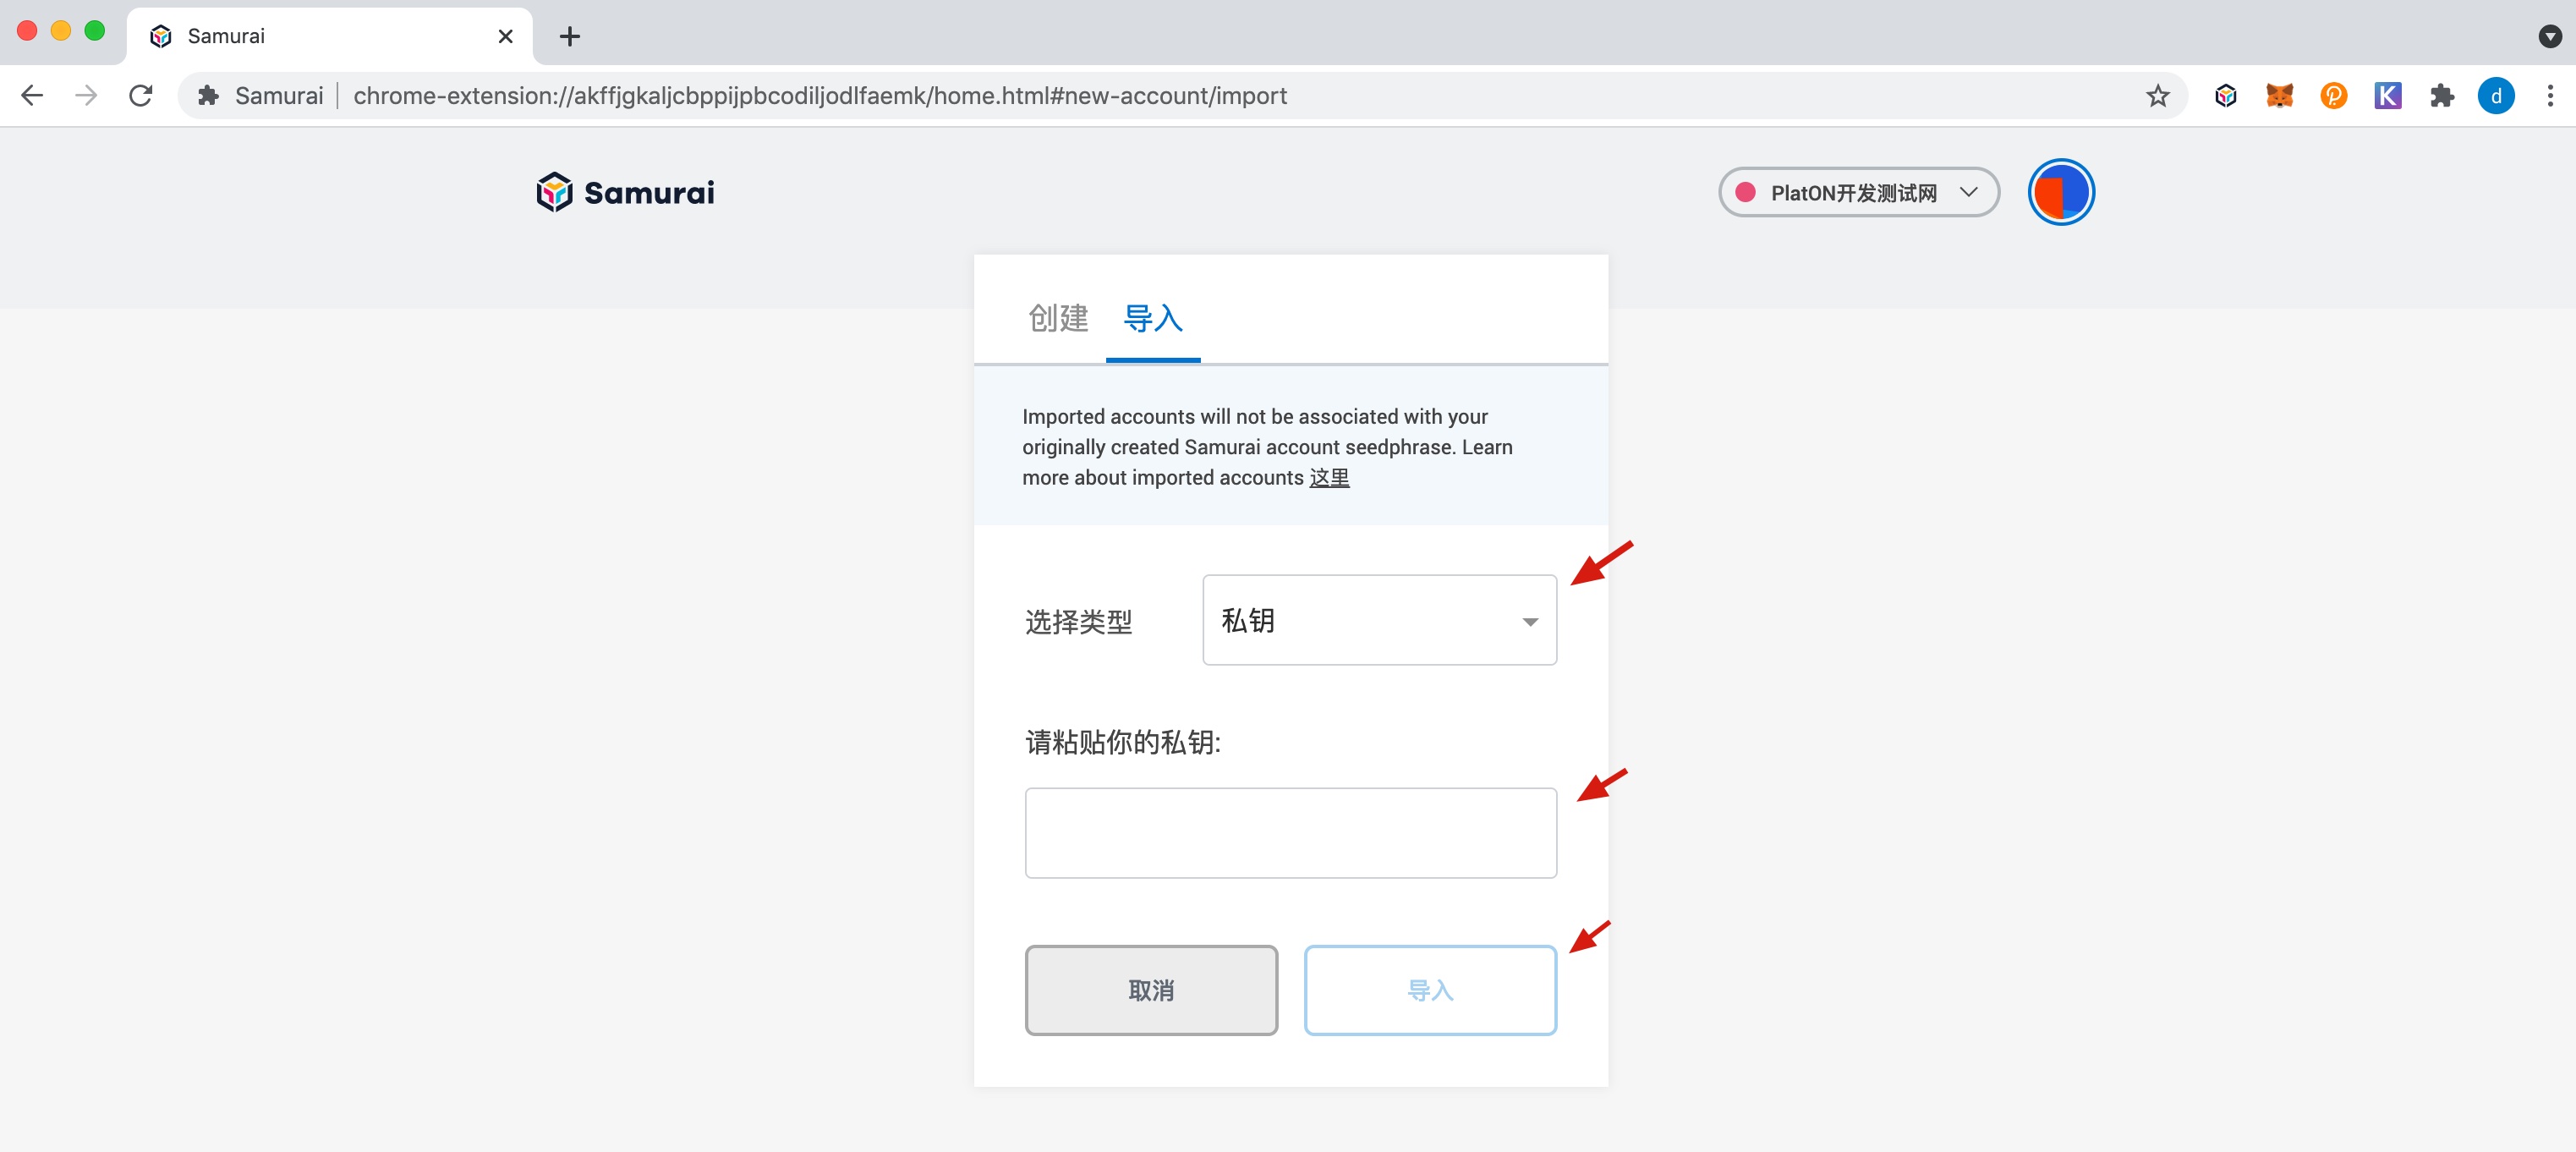 Samurai
Samurai
chrome-extension://akffjgkaljcbppijpbcodiljodlfaemk/home.html#new-account/import
d
Samurai
PlatON开发测试网
创建 导入
Imported accounts will not be associated with your
originally created Samurai account seedphrase. Learn
more about imported accounts 这里
选择类型
私钥
请粘贴你的私钥:
取消
导入